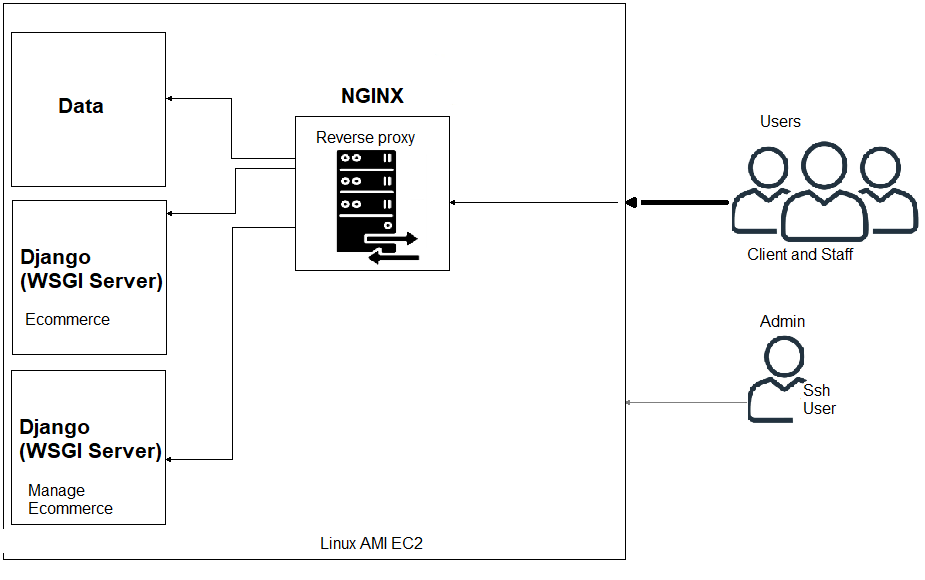 Data
NGINX
Reverse proxy
Users
Client and Staff
Django
(WSGI Server)
Ecommerce
Admin
Ssh
User
Django
(WSGI Server)
Manage
Ecommerce
Linux AMI EC2